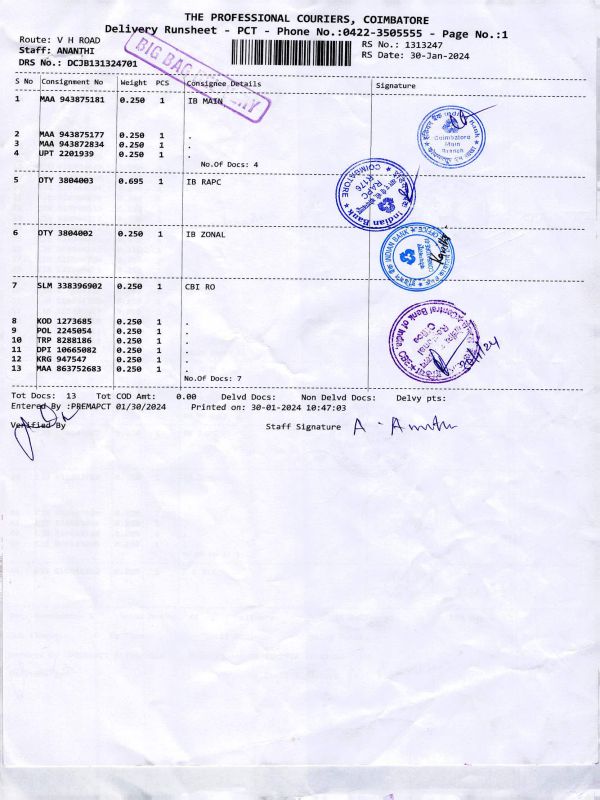 THE PROFESSIONAL COURIERS, COIMBATORE
Delivery Runsheet - PCT - Phone No.:0422-3505555 - Page No.:1
Route: V H ROAD
Staff: ANANTHI
DRS No.: DCJB131324701
RS No.: 1313247
RS Date: 30-Jan-2024
BIG BAG
S No Consignment No Weight PCS Consignee Details Signature
1 MAA 943875181 0.250 1 IB MAIN
2 MAA 943875177 0.250 1 .
3 MAA 943872834 0.250 1 .
4 UPT 2201939 0.250 1 .
No.Of Docs: 4
Coimbatore
Main
Branch
5 OTY 3804003 0.695 1 IB RAPC
Indian Bank
RAPC
R176
COIMBATORE
6 OTY 3804002 0.250 1 IB ZONAL
INDIAN BANK
7 SLM 338396902 0.250 1 CBI RO
8 KOD 1273685 0.250 1 .
9 POL 2245054 0.250 1 .
10 TRP 8288186 0.250 1 .
11 DPI 10665082 0.250 1 .
12 KRG 947547 0.250 1 .
13 MAA 863752683 0.250 1 .
No.Of Docs: 7
Central Bank of India
Tot Docs: 13 Tot COD Amt: 0.00 Delvd Docs: Non Delvd Docs: Delvy pts:
Entered By :PREMAPCT 01/30/2024 Printed on: 30-01-2024 10:47:03
Verified By
Staff Signature